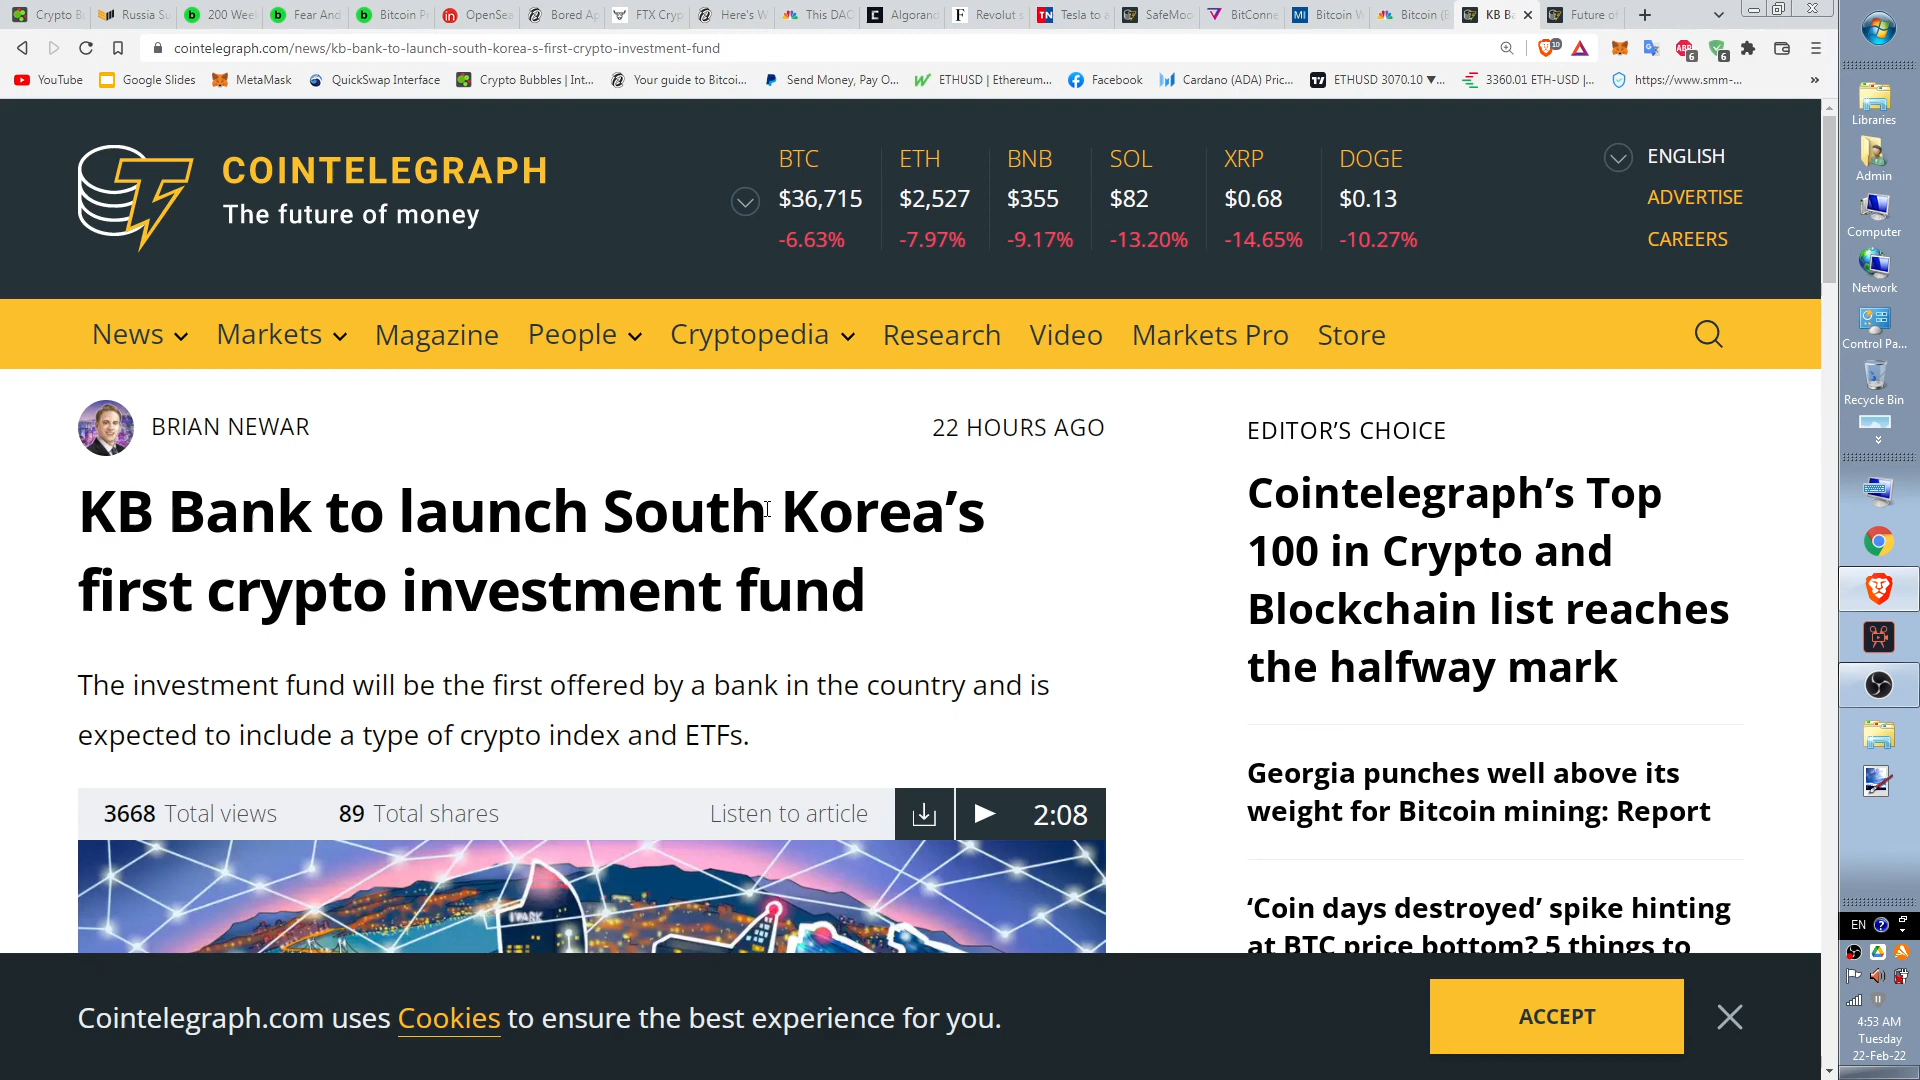 Crypto B
Russia Su
200 Wee
Fear And
Bitcoin P
OpenSea
Bored Ap
FTX Cryp
Here's W
This DAO
Algorand
Revolut
Tesla to
SafeMoo
BitConne
Bitcoin W
Bitcoin (B
KB B
Future of
cointelegraph.com/news/kb-bank-to-launch-south-korea-s-first-crypto-investment-fund
YouTube
Google Slides
MetaMask
QuickSwap Interface
Crypto Bubbles | Int...
Your guide to Bitcoi...
Send Money, Pay O...
ETHUSD | Ethereum...
Facebook
Cardano (ADA) Pric...
ETHUSD 3070.10 ▼...
3360.01 ETH-USD |...
https://www.smm-...
»
COINTELEGRAPH
The future of money
BTC ETH BNB SOL XRP DOGE
$36,715 $2,527 $355 $82 $0.68 $0.13
-6.63% -7.97% -9.17% -13.20% -14.65% -10.27%
ENGLISH
ADVERTISE
CAREERS
News Markets Magazine People Cryptopedia Research Video Markets Pro Store
BRIAN NEWAR
22 HOURS AGO
KB Bank to launch South Korea’s
first crypto investment fund
The investment fund will be the first offered by a bank in the country and is
expected to include a type of crypto index and ETFs.
3668 Total views 89 Total shares Listen to article 2:08
EDITOR’S CHOICE
Cointelegraph’s Top
100 in Crypto and
Blockchain list reaches
the halfway mark
Georgia punches well above its
weight for Bitcoin mining: Report
‘Coin days destroyed’ spike hinting
at BTC price bottom? 5 things to
Cointelegraph.com uses Cookies to ensure the best experience for you.
ACCEPT
Libraries
Admin
Computer
Network
Control Pa...
Recycle Bin
EN
4:53 AM
Tuesday
22-Feb-22